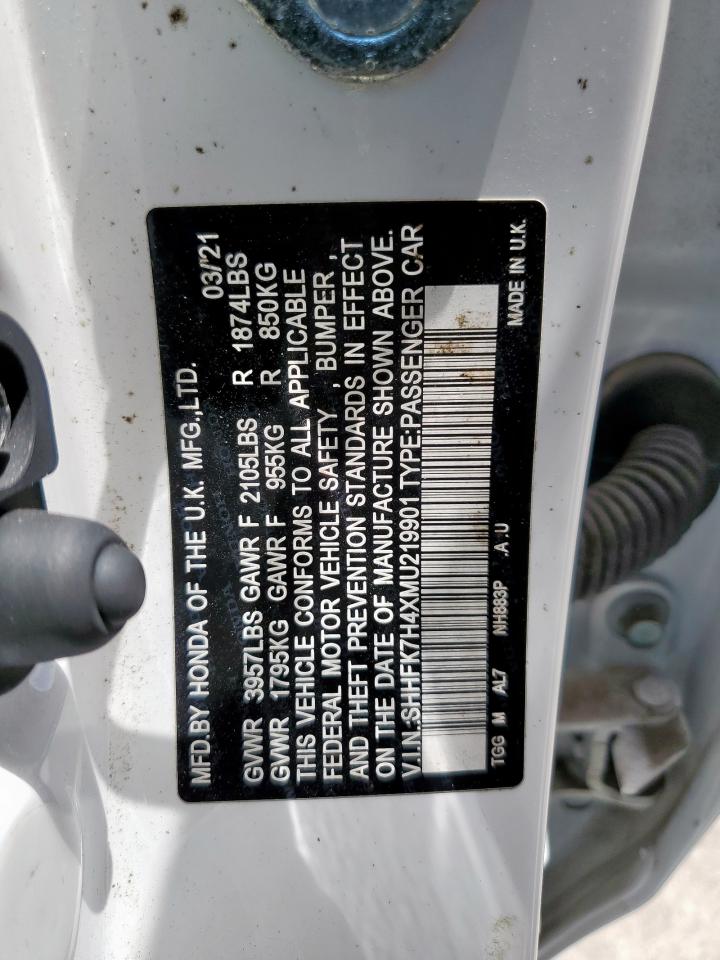 MFD.BY HONDA OF THE U.K. MFG.,LTD. 03/'21
GVWR 3957LBS GAWR F 2105LBS R 1874LBS
GVWR 1795KG GAWR F 955KG R 850KG
THIS VEHICLE CONFORMS TO ALL APPLICABLE
FEDERAL MOTOR VEHICLE SAFETY , BUMPER ,
AND THEFT PREVENTION STANDARDS IN EFFECT
ON THE DATE OF MANUFACTURE SHOWN ABOVE.
V.I.N.:SHHFK7H4XMU219901 TYPE:PASSENGER CAR
TGG M AL7 NH883P .A .U MADE IN U.K.